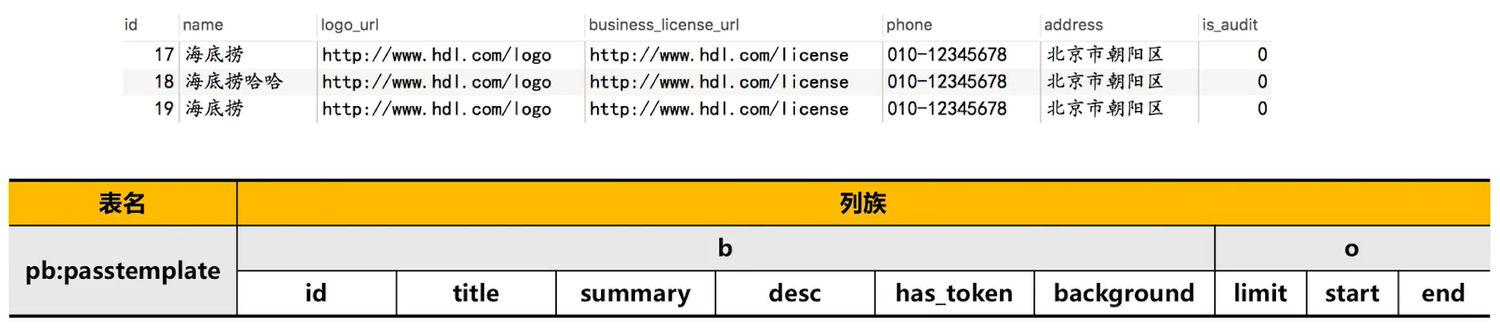 id name logo_url business_license_url phone address is_audit
17 海底捞 http://www.hdl.com/logo http://www.hdl.com/license 010-12345678 北京市朝阳区 0
18 海底捞哈哈 http://www.hdl.com/logo http://www.hdl.com/license 010-12345678 北京市朝阳区 0
19 海底捞 http://www.hdl.com/logo http://www.hdl.com/license 010-12345678 北京市朝阳区 0
表名 列族
pb:passtemplate b o
id title summary desc has_token background limit start end